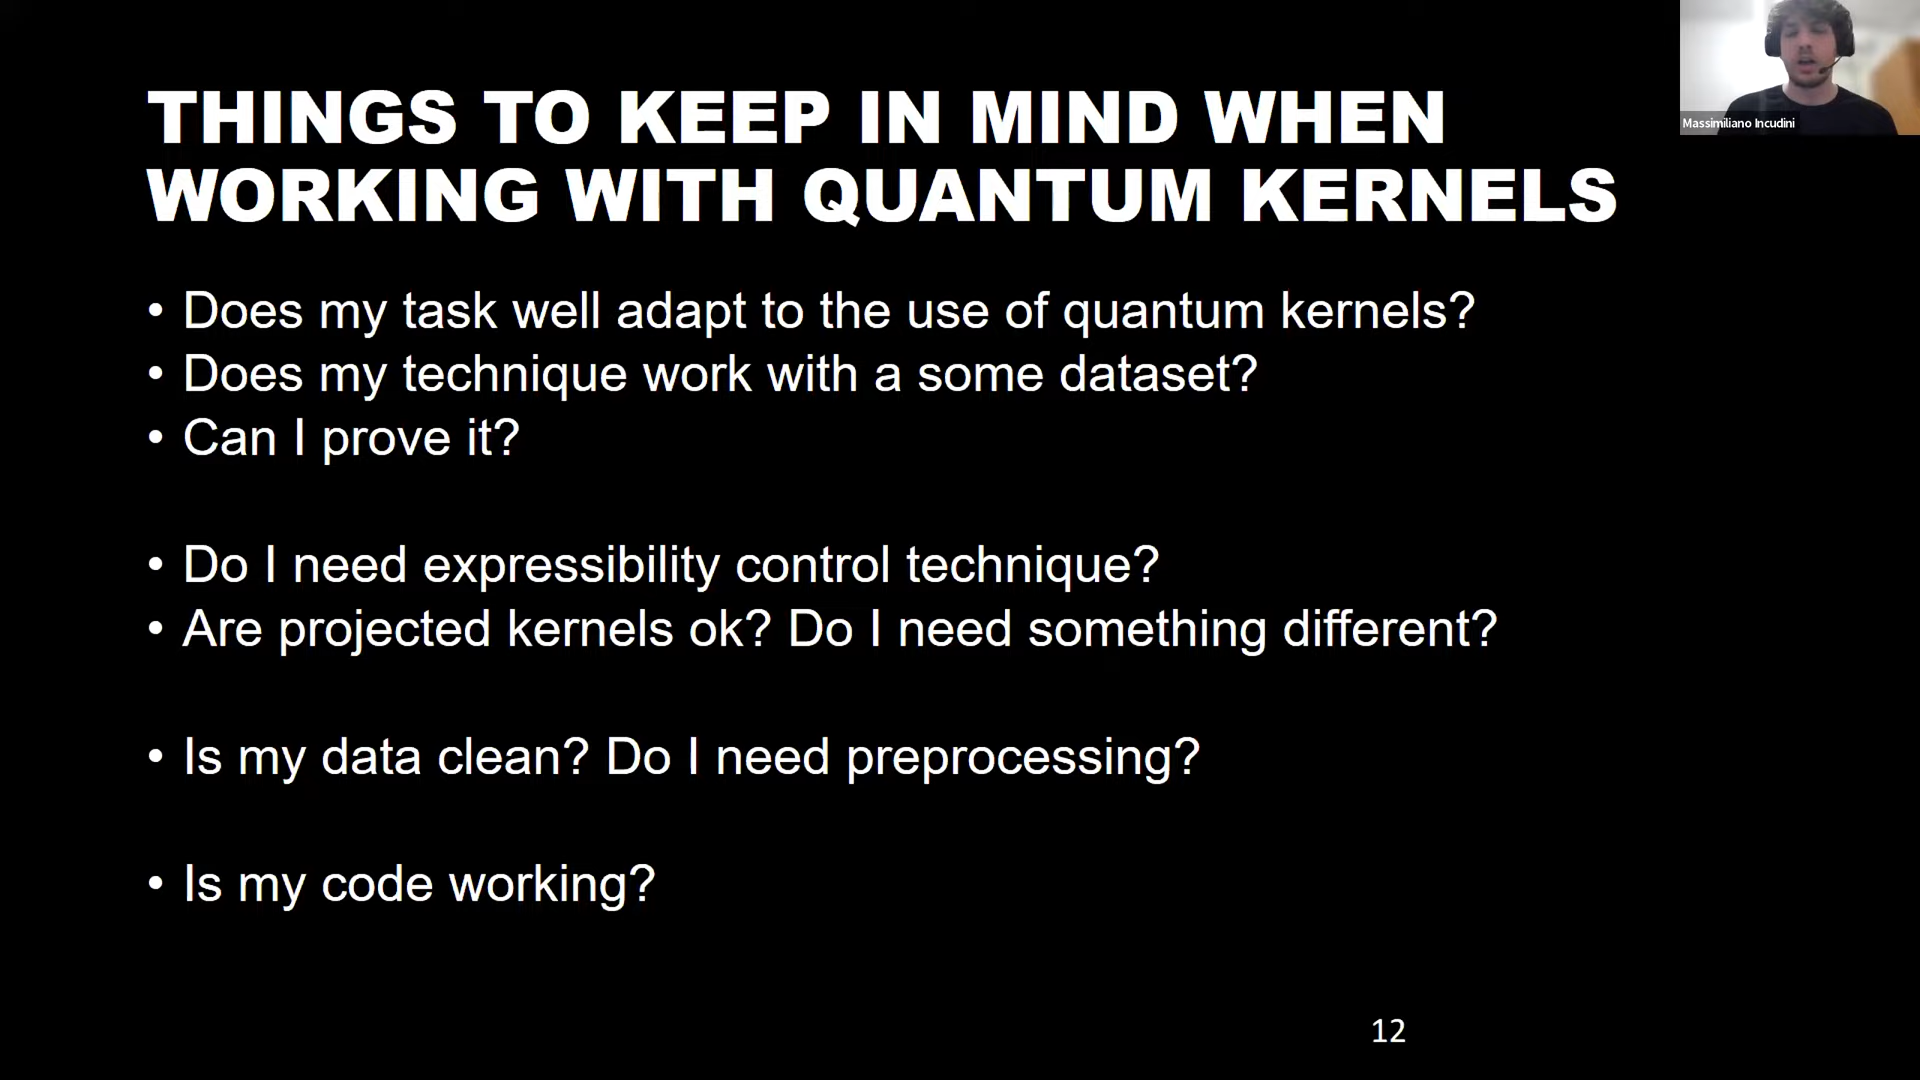 THINGS TO KEEP IN MIND WHEN
WORKING WITH QUANTUM KERNELS
Massimiliano Incudini
• Does my task well adapt to the use of quantum kernels?
• Does my technique work with a some dataset?
• Can I prove it?
• Do I need expressibility control technique?
• Are projected kernels ok? Do I need something different?
• Is my data clean? Do I need preprocessing?
• Is my code working?
12